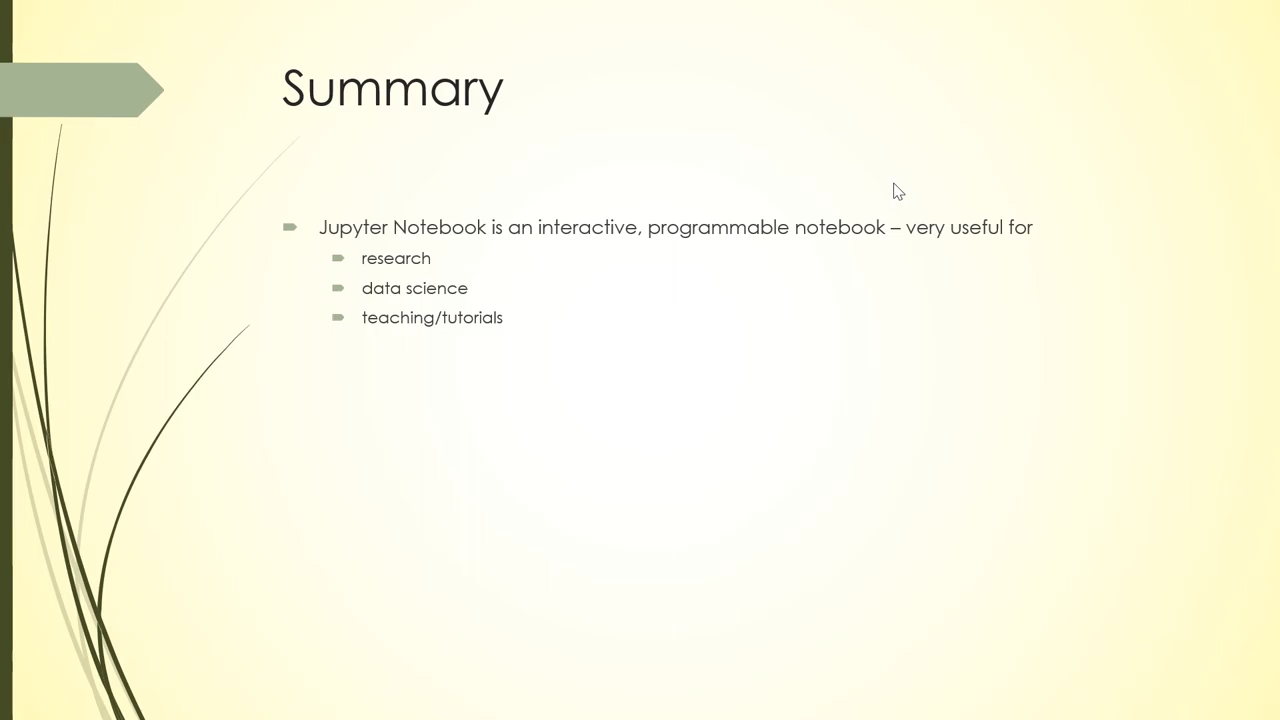 Summary
Jupyter Notebook is an interactive, programmable notebook – very useful for
research
data science
teaching/tutorials